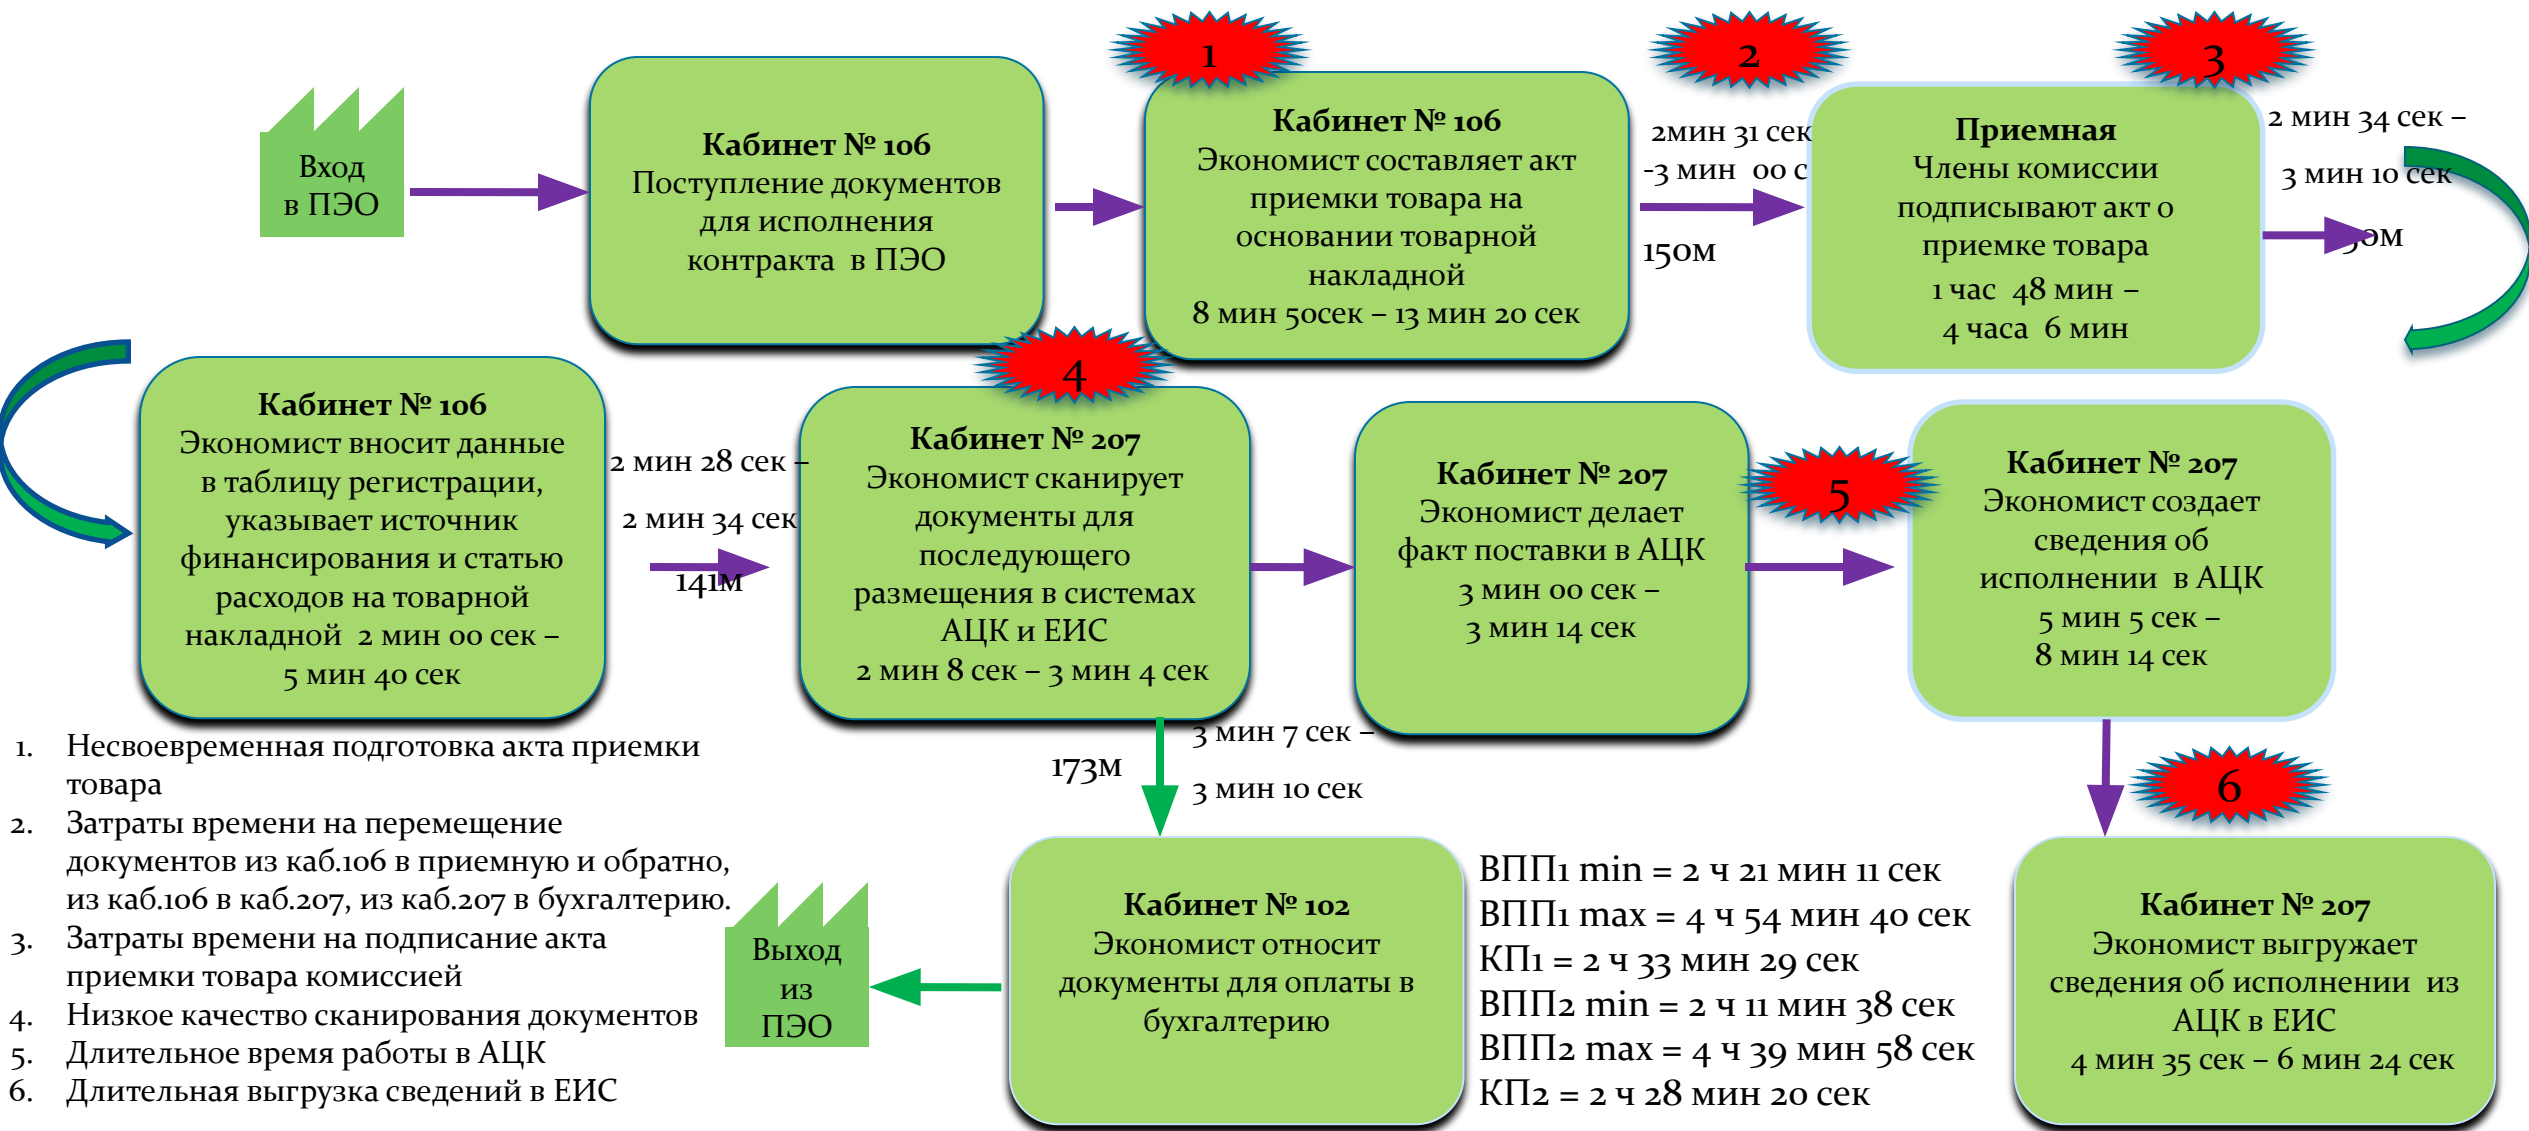 Вход
в ПЭО
Кабинет № 106
Поступление документов
для исполнения
контракта в ПЭО
1
Кабинет № 106
Экономист составляет акт
приемки товара на
основании товарной
накладной
8 мин 50сек – 13 мин 20 сек
2
2мин 31 сек
-3 мин 00 с
150м
3
Приемная
Члены комиссии
подписывают акт о
приемке товара
1 час 48 мин –
4 часа 6 мин
2 мин 34 сек –
3 мин 10 сек
Кабинет № 106
Экономист вносит данные
в таблицу регистрации,
указывает источник
финансирования и статью
расходов на товарной
накладной 2 мин 00 сек –
5 мин 40 сек
2 мин 28 сек –
2 мин 34 сек
141м
4
Кабинет № 207
Экономист сканирует
документы для
последующего
размещения в системах
АЦК и ЕИС
2 мин 8 сек – 3 мин 4 сек
Кабинет № 207
Экономист делает
факт поставки в АЦК
3 мин 00 сек –
3 мин 14 сек
5
Кабинет № 207
Экономист создает
сведения об
исполнении в АЦК
5 мин 5 сек –
8 мин 14 сек
1. Несвоевременная подготовка акта приемки
товара
2. Затраты времени на перемещение
документов из каб.106 в приемную и обратно,
из каб.106 в каб.207, из каб.207 в бухгалтерию.
3. Затраты времени на подписание акта
приемки товара комиссией
4. Низкое качество сканирования документов
5. Длительное время работы в АЦК
6. Длительная выгрузка сведений в ЕИС
173м
3 мин 7 сек –
3 мин 10 сек
6
Выход
из
ПЭО
Кабинет № 102
Экономист относит
документы для оплаты в
бухгалтерию
ВПП1 min = 2 ч 21 мин 11 сек
ВПП1 max = 4 ч 54 мин 40 сек
КП1 = 2 ч 33 мин 29 сек
ВПП2 min = 2 ч 11 мин 38 сек
ВПП2 max = 4 ч 39 мин 58 сек
КП2 = 2 ч 28 мин 20 сек
Кабинет № 207
Экономист выгружает
сведения об исполнении из
АЦК в ЕИС
4 мин 35 сек – 6 мин 24 сек